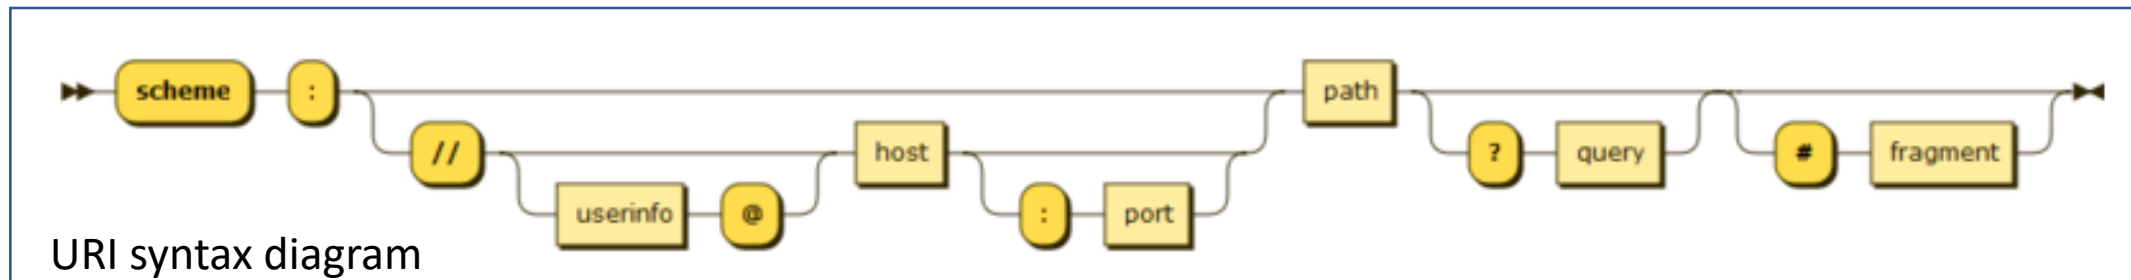 scheme : path ? query # fragment
// host
userinfo @ : port
URI syntax diagram